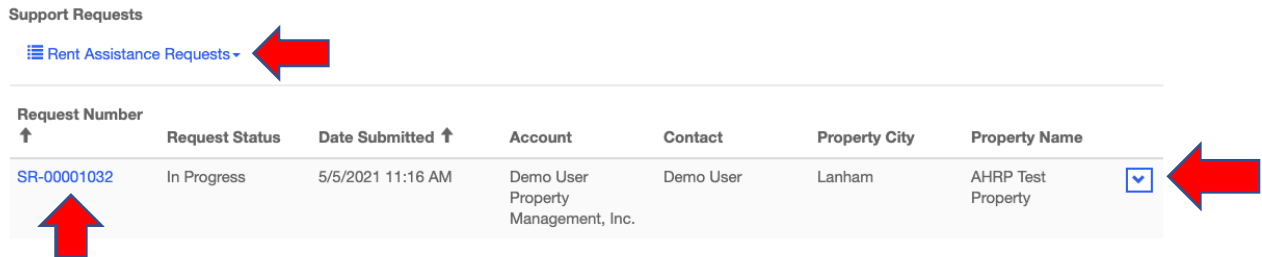 Support Requests
Rent Assistance Requests
Request Number
Request Status Date Submitted Account Contact Property City Property Name
SR-00001032 In Progress 5/5/2021 11:16 AM Demo User Demo User Lanham AHRP Test
Property Property
Management, Inc.